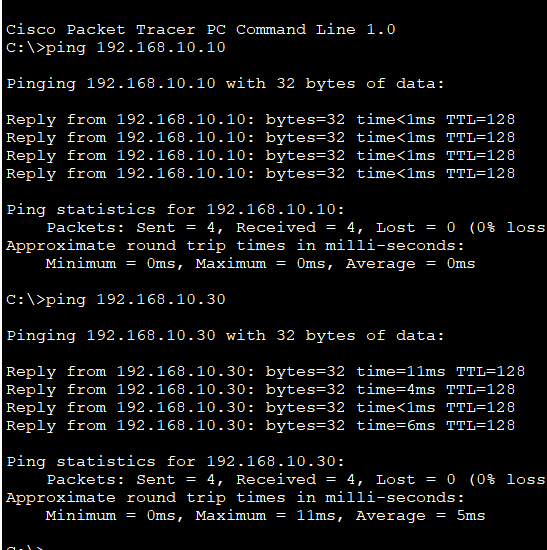 Cisco Packet Tracer PC Command Line 1.0
C:\>ping 192.168.10.10
Pinging 192.168.10.10 with 32 bytes of data:
Reply from 192.168.10.10: bytes=32 time<1ms TTL=128
Reply from 192.168.10.10: bytes=32 time<1ms TTL=128
Reply from 192.168.10.10: bytes=32 time<1ms TTL=128
Reply from 192.168.10.10: bytes=32 time<1ms TTL=128
Ping statistics for 192.168.10.10:
Packets: Sent = 4, Received = 4, Lost = 0 (0% loss
Approximate round trip times in milli-seconds:
Minimum = 0ms, Maximum = 0ms, Average = 0ms
C:\>ping 192.168.10.30
Pinging 192.168.10.30 with 32 bytes of data:
Reply from 192.168.10.30: bytes=32 time=11ms TTL=128
Reply from 192.168.10.30: bytes=32 time=4ms TTL=128
Reply from 192.168.10.30: bytes=32 time<1ms TTL=128
Reply from 192.168.10.30: bytes=32 time=6ms TTL=128
Ping statistics for 192.168.10.30:
Packets: Sent = 4, Received = 4, Lost = 0 (0% loss
Approximate round trip times in milli-seconds:
Minimum = 0ms, Maximum = 11ms, Average = 5ms
C:\>